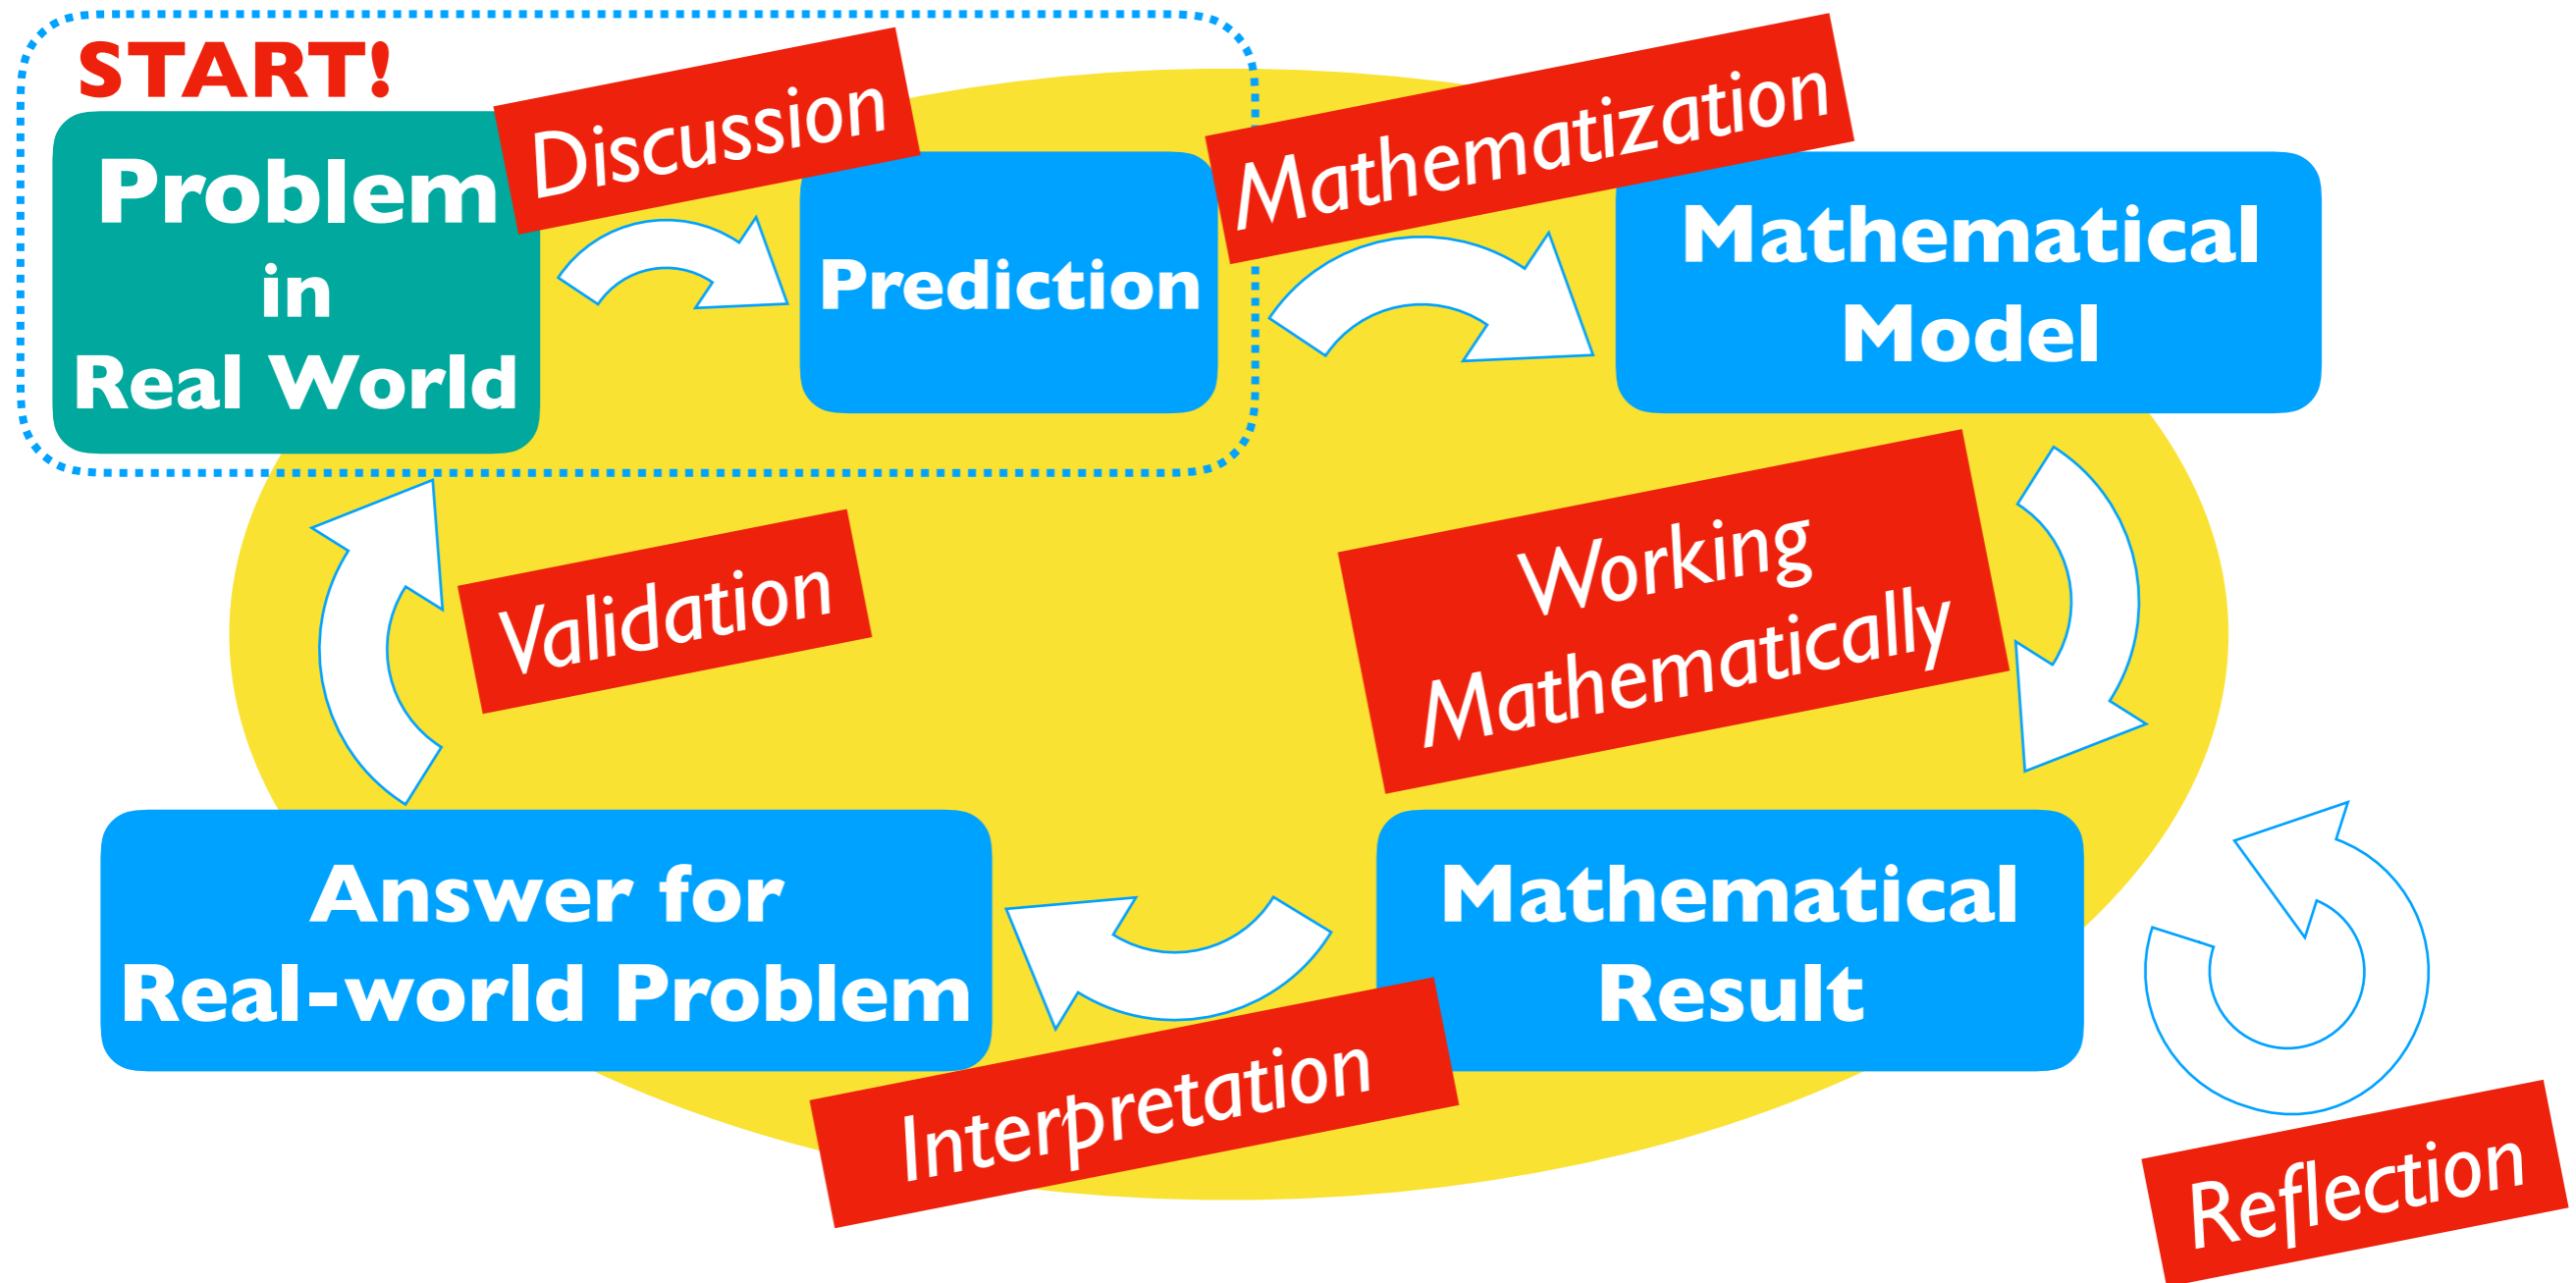 START!
Problem
in
Real World
Discussion
Prediction
Mathematization
Mathematical
Model
Working
Mathematically
Mathematical
Result
Interpretation
Answer for
Real-world Problem
Validation
Reflection